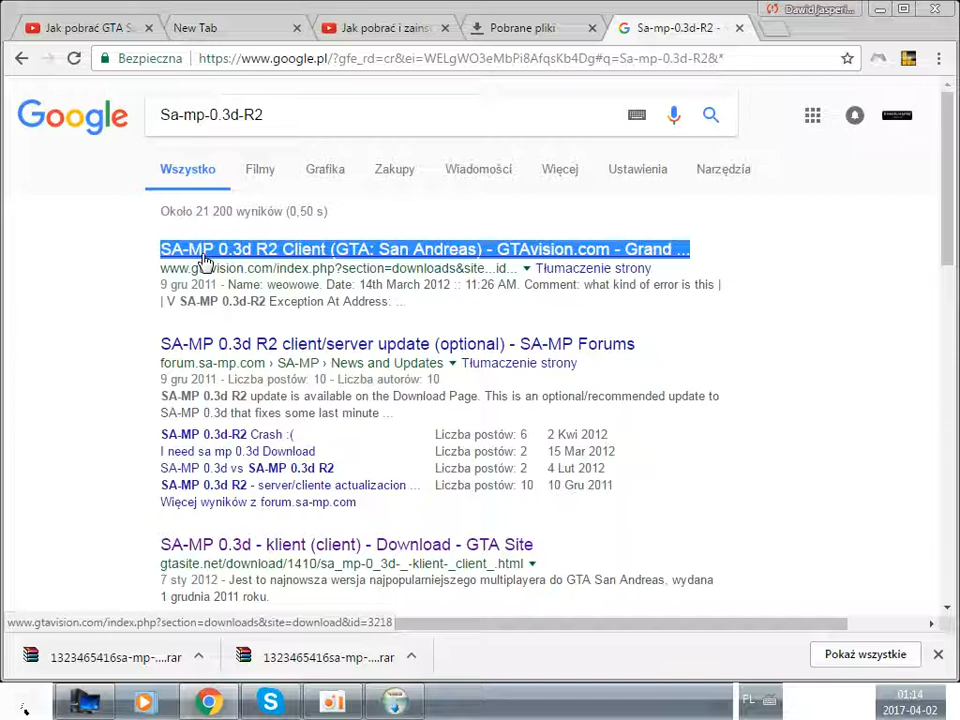 Jak pobrać GTA S
New Tab
Jak pobrać i zains
Pobrane pliki
Sa-mp-0.3d-R2 -
Dawid Jasperi...
Bezpieczna
https://www.google.pl/?gfe_rd=cr&ei=WELgWO3eMbPi8AfqsKb4Dg#q=Sa-mp-0.3d-R2&*
Google
Sa-mp-0.3d-R2
Wszystko
Filmy
Grafika
Zakupy
Wiadomości
Więcej
Ustawienia
Narzędzia
Około 21 200 wyników (0,50 s)
SA-MP 0.3d R2 Client (GTA: San Andreas) - GTAvision.com - Grand ...
www.gtavision.com/index.php?section=downloads&site...id... Tłumaczenie strony
9 gru 2011 - Name: weowowe. Date: 14th March 2012 :: 11:26 AM. Comment: what kind of error is this |
| V SA-MP 0.3d-R2 Exception At Address: ...
SA-MP 0.3d R2 client/server update (optional) - SA-MP Forums
forum.sa-mp.com › SA-MP › News and Updates Tłumaczenie strony
9 gru 2011 - Liczba postów: 10 - Liczba autorów: 10
SA-MP 0.3d R2 update is available on the Download Page. This is an optional/recommended update to
SA-MP 0.3d that fixes some last minute ...
SA-MP 0.3d-R2 Crash :( Liczba postów: 6 2 Kwi 2012
I need sa mp 0.3d Download Liczba postów: 2 15 Mar 2012
SA-MP 0.3d vs SA-MP 0.3d R2 Liczba postów: 2 4 Lut 2012
SA-MP 0.3d R2 - server/cliente actualizacion ... Liczba postów: 10 10 Gru 2011
Więcej wyników z forum.sa-mp.com
SA-MP 0.3d - klient (client) - Download - GTA Site
gtasite.net/download/1410/sa_mp-0_3d-_-klient-_client_.html
7 sty 2012 - Jest to najnowsza wersja najpopularniejszego multiplayera do GTA San Andreas, wydana
1 grudnia 2011 roku.
www.gtavision.com/index.php?section=downloads&site=download&id=3218
1323465416sa-mp-....rar
1323465416sa-mp-....rar
Pokaż wszystkie
PL
01:14
2017-04-02